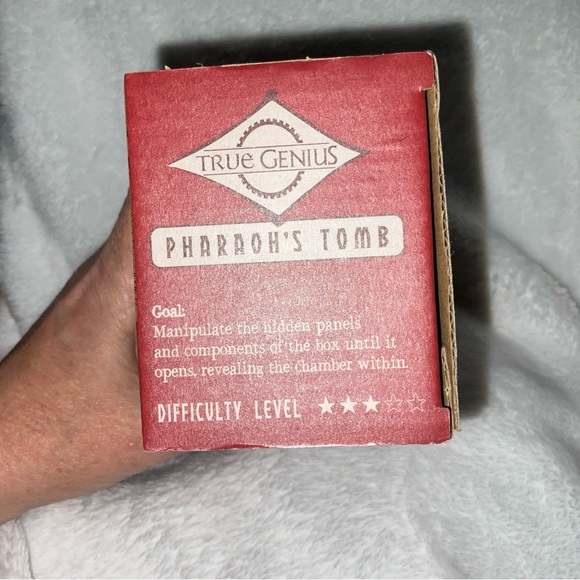 TRUE GENIUS
PHARAOH'S TOMB
Goal:
Manipulate the hidden panels
and components of the box until it
opens, revealing the chamber within.
DIFFICULTY LEVEL ★★★☆☆